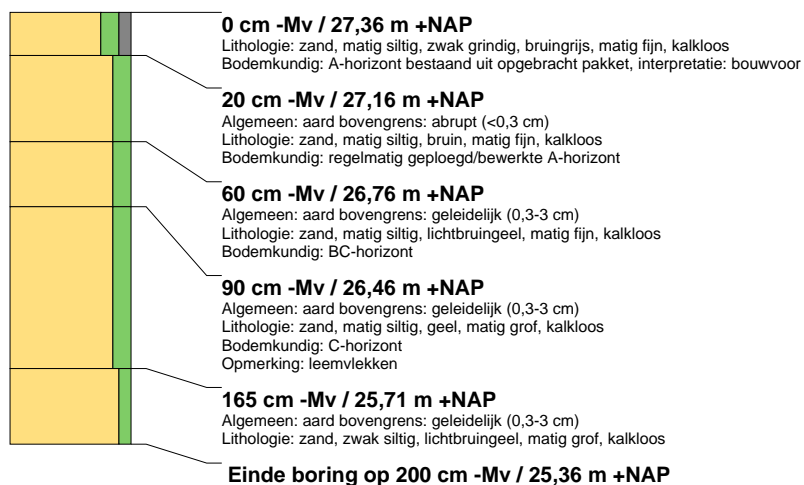 0 cm -Mv / 27,36 m +NAP
Lithologie: zand, matig siltig, zwak grindig, bruingrijs, matig fijn, kalkloos
Bodemkundig: A-horizont bestaand uit opgebracht pakket, interpretatie: bouwvoor
20 cm -Mv / 27,16 m +NAP
Algemeen: aard bovengrens: abrupt (<0,3 cm)
Lithologie: zand, matig siltig, bruin, matig fijn, kalkloos
Bodemkundig: regelmatig geploegd/bewerkte A-horizont
60 cm -Mv / 26,76 m +NAP
Algemeen: aard bovengrens: geleidelijk (0,3-3 cm)
Lithologie: zand, matig siltig, lichtbruingeel, matig fijn, kalkloos
Bodemkundig: BC-horizont
90 cm -Mv / 26,46 m +NAP
Algemeen: aard bovengrens: geleidelijk (0,3-3 cm)
Lithologie: zand, matig siltig, geel, matig grof, kalkloos
Bodemkundig: C-horizont
Opmerking: leemvlekken
165 cm -Mv / 25,71 m +NAP
Algemeen: aard bovengrens: geleidelijk (0,3-3 cm)
Lithologie: zand, zwak siltig, lichtbruingeel, matig grof, kalkloos
Einde boring op 200 cm -Mv / 25,36 m +NAP